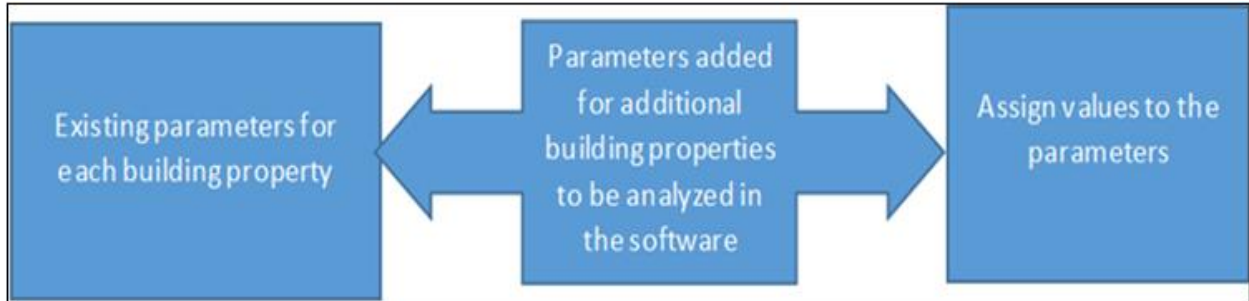 Existing parameters for
each building property
Parameters added
for additional
building properties
to be analyzed in
the software
Assign values to the
parameters